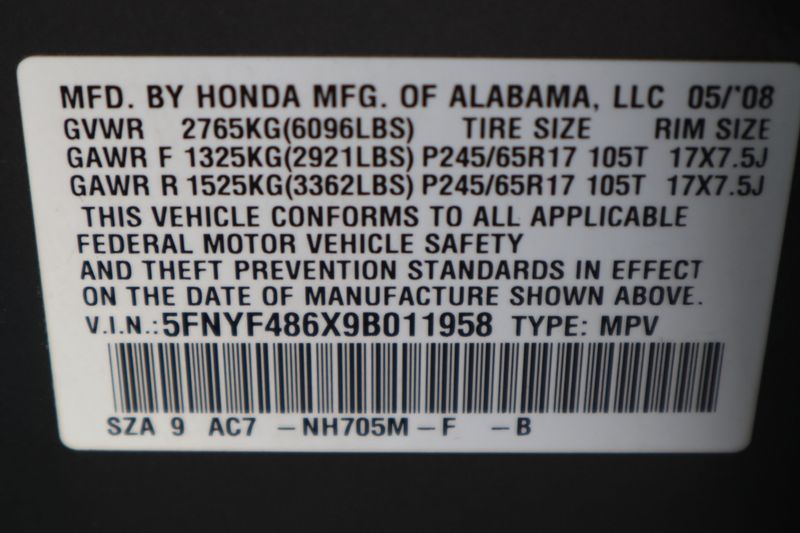 MFD. BY HONDA MFG. OF ALABAMA, LLC 05/'08
GVWR 2765KG(6096LBS) TIRE SIZE RIM SIZE
GAWR F 1325KG(2921LBS) P245/65R17 105T 17X7.5J
GAWR R 1525KG(3362LBS) P245/65R17 105T 17X7.5J
THIS VEHICLE CONFORMS TO ALL APPLICABLE
FEDERAL MOTOR VEHICLE SAFETY
AND THEFT PREVENTION STANDARDS IN EFFECT
ON THE DATE OF MANUFACTURE SHOWN ABOVE.
V.I.N.:5FNYF486X9B011958 TYPE: MPV
SZA 9 AC7 -NH705M-F -B